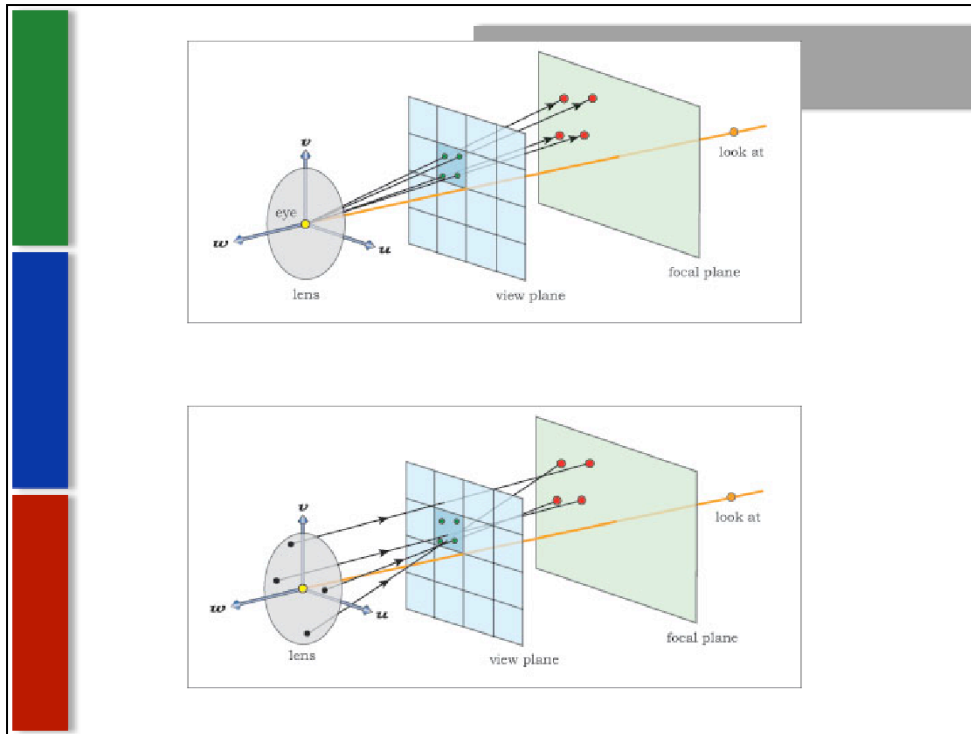 look at
v
eye
w
u
focal plane
lens
view plane
look at
v
w
u
focal plane
lens
view plane